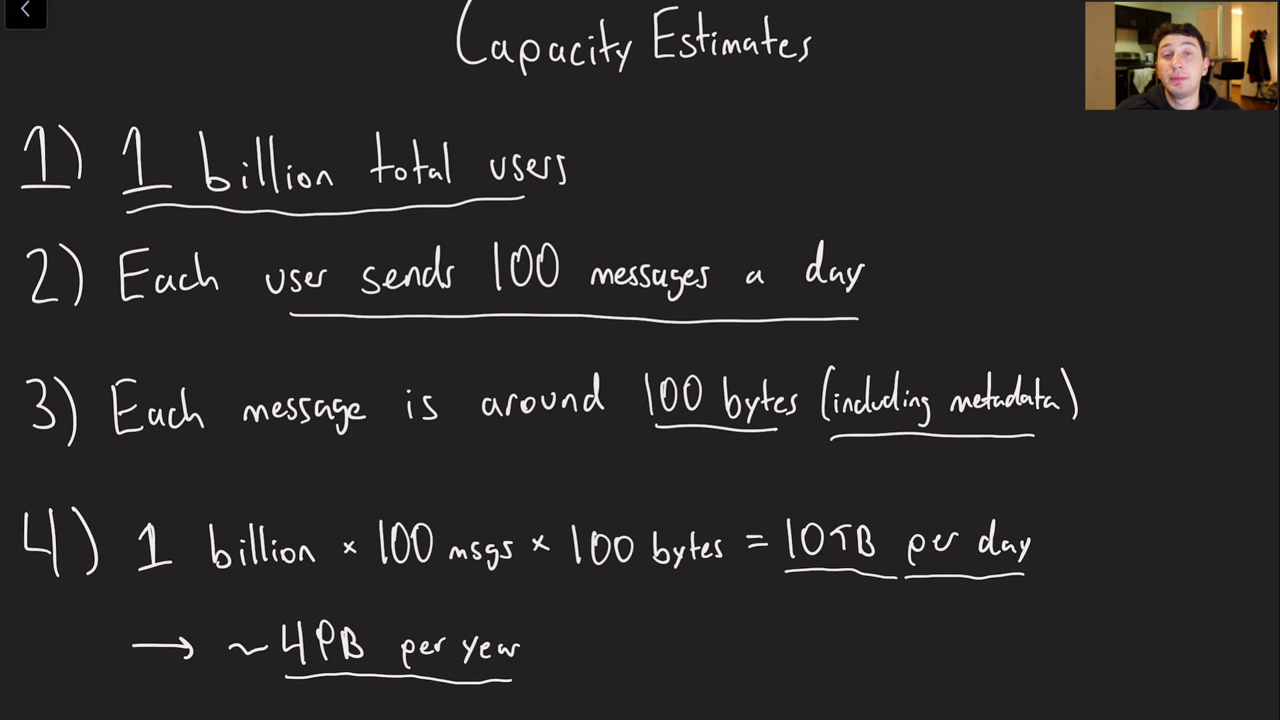 Capacity Estimates
1) 1 billion total users
2) Each user sends 100 messages a day
3) Each message is around 100 bytes (including metadata)
4) 1 billion × 100 msgs × 100 bytes = 10TB per day
→ ~4PB per year